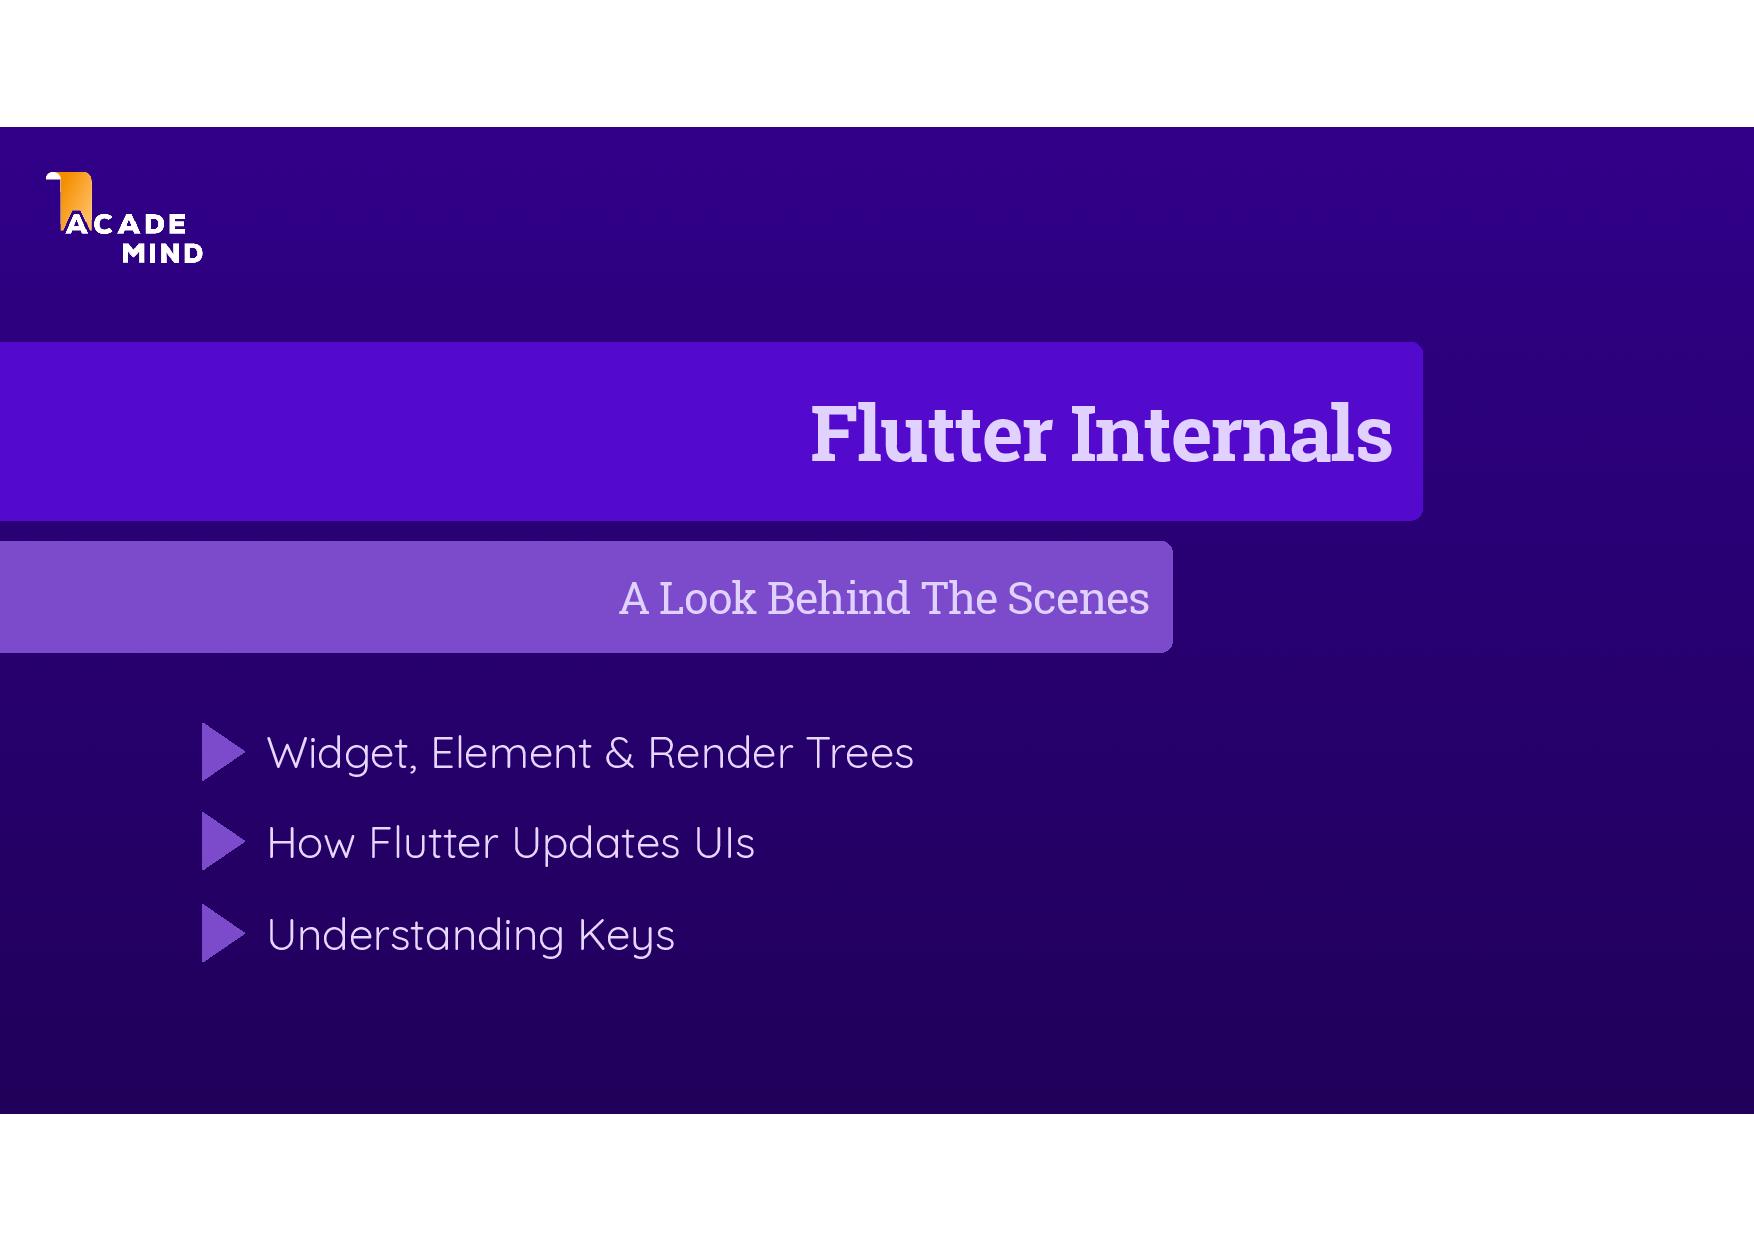 ACADE
MIND
Flutter Internals
A Look Behind The Scenes
Widget, Element & Render Trees
How Flutter Updates UIs
Understanding Keys